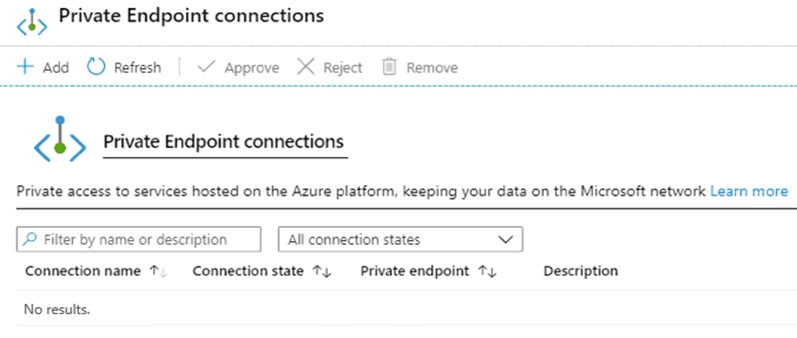 Private Endpoint connections
Add Refresh Approve Reject Remove
Private Endpoint connections
Private access to services hosted on the Azure platform, keeping your data on the Microsoft network Learn more
Filter by name or description All connection states
Connection name ↑↓ Connection state ↑↓ Private endpoint ↑↓ Description
No results.